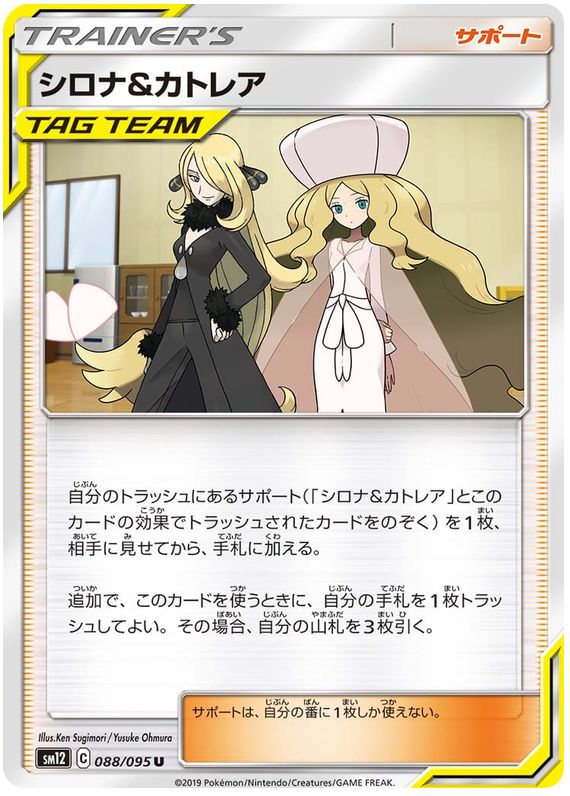 TRAINER'S
サポート
シロナ&カトレア
TAG TEAM
自分のトラッシュにあるサポート(「シロナ&カトレア」とこの
カードの効果でトラッシュされたカードをのぞく)を1枚、
相手に見せてから、手札に加える。
追加で、このカードを使うときに、自分の手札を1枚トラッ
シュしてよい。その場合、自分の山札を3枚引く。
サポートは、自分の番に1枚しか使えない。
Illus.Ken Sugimori / Yusuke Ohmura
SM12 C 088/095 U
©2019 Pokémon/Nintendo/Creatures/GAME FREAK.